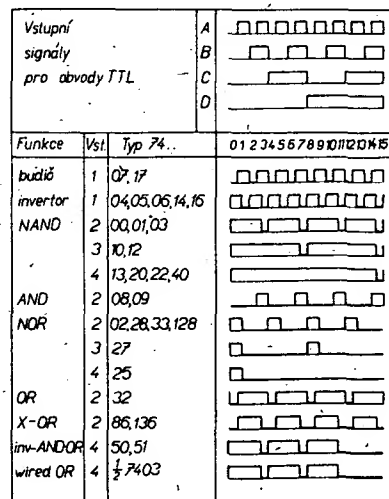 Vstupní A
signály B
pro obvody TTL C
D
Funkce Vst. Typ 74.. 0 1 2 3 4 5 6 7 8 9 10 11 12 13 14 15
budič 1 07,17
invertor 1 04,05,06,14,16
NAND 2 00,01,03
3 10,12
4 13,20,22,40
AND 2 08,09
NOR 2 02,28,33,128
3 27
4 25
OR 2 32
X-OR 2 86,136
inv-AND-OR 4 50,51
wired OR 4 ½ 7403